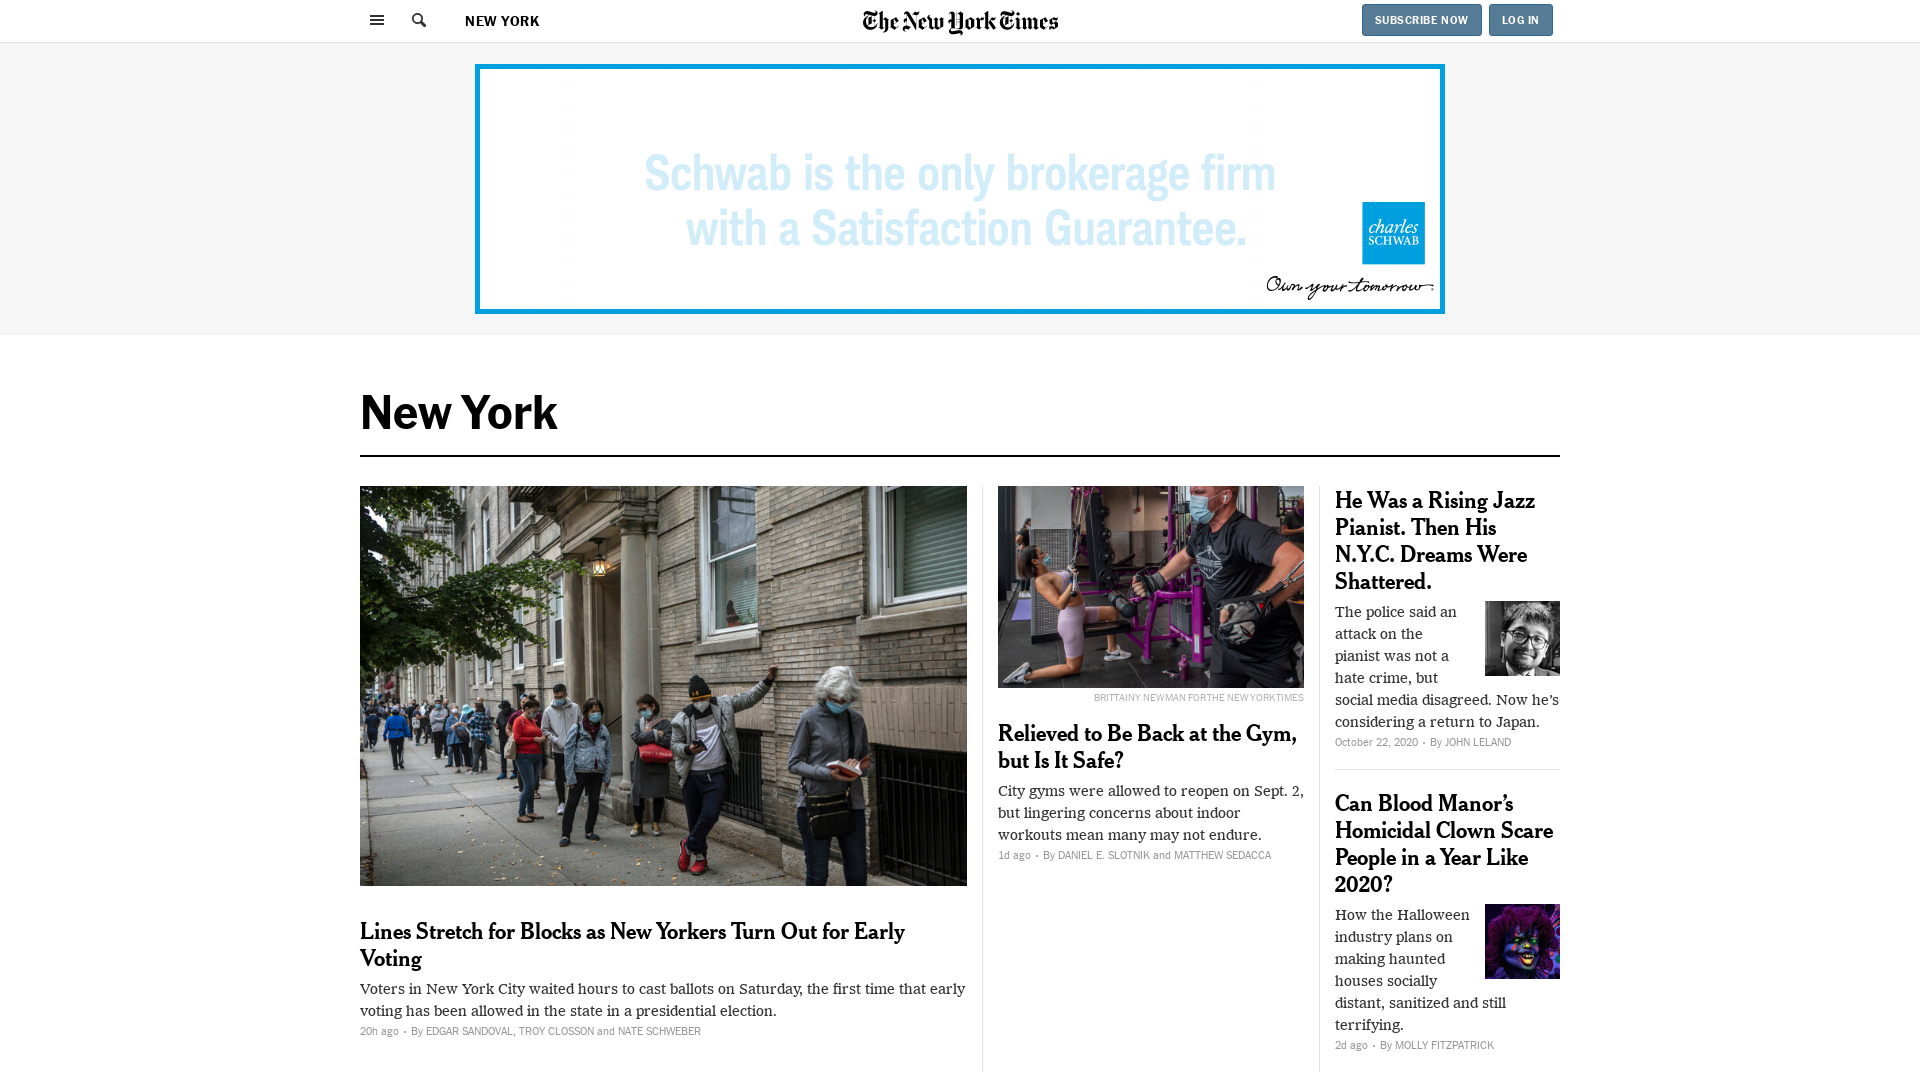 NEW YORK
The New York Times
SUBSCRIBE NOW
LOG IN
Schwab is the only brokerage firm
with a Satisfaction Guarantee.
charles
SCHWAB
Own your tomorrow.
New York
Lines Stretch for Blocks as New Yorkers Turn Out for Early
Voting
Voters in New York City waited hours to cast ballots on Saturday, the first time that early
voting has been allowed in the state in a presidential election.
20h ago • By EDGAR SANDOVAL, TROY CLOSSON and NATE SCHWEBER
BRITTAINY NEWMAN FOR THE NEW YORK TIMES
Relieved to Be Back at the Gym,
but Is It Safe?
City gyms were allowed to reopen on Sept. 2,
but lingering concerns about indoor
workouts mean many may not endure.
1d ago • By DANIEL E. SLOTNIK and MATTHEW SEDACCA
He Was a Rising Jazz
Pianist. Then His
N.Y.C. Dreams Were
Shattered.
The police said an
attack on the
pianist was not a
hate crime, but
social media disagreed. Now he’s
considering a return to Japan.
October 22, 2020 • By JOHN LELAND
Can Blood Manor’s
Homicidal Clown Scare
People in a Year Like
2020?
How the Halloween
industry plans on
making haunted
houses socially
distant, sanitized and still
terrifying.
2d ago • By MOLLY FITZPATRICK